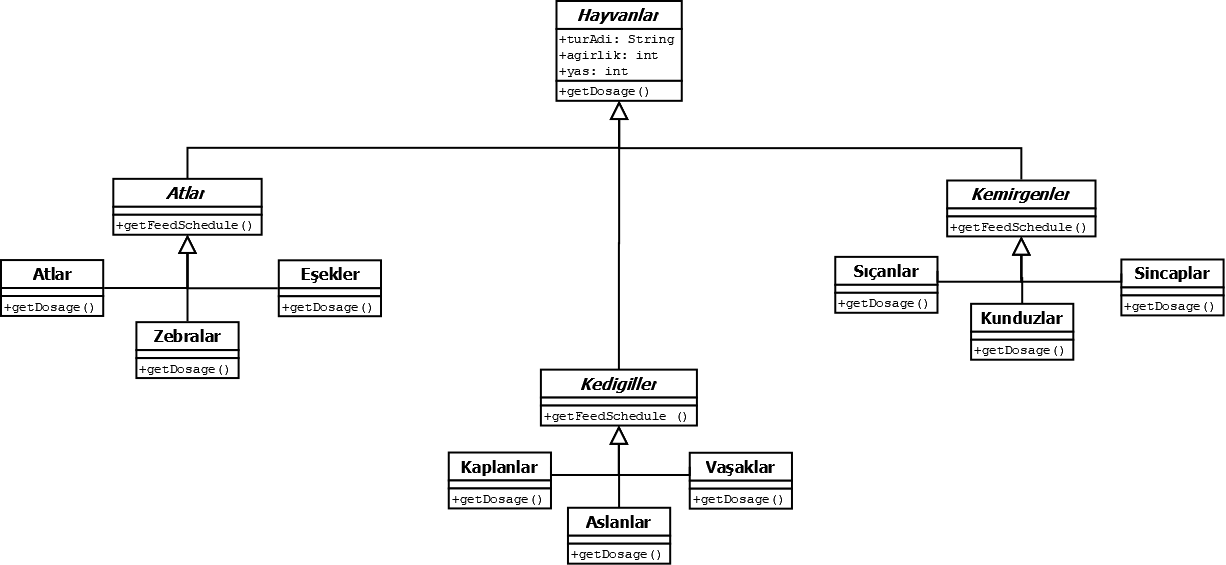 Hayvanlar
+turAdi: String
+agirlik: int
+yas: int
+getDosage()
Atlar
+getFeedSchedule()
Kemirgenler
+getFeedSchedule()
Atlar
+getDosage()
Eşekler
+getDosage()
Zebralar
+getDosage()
Sıçanlar
+getDosage()
Sincaplar
+getDosage()
Kunduzlar
+getDosage()
Kedigiller
+getFeedSchedule ()
Kaplanlar
+getDosage()
Vaşaklar
+getDosage()
Aslanlar
+getDosage()